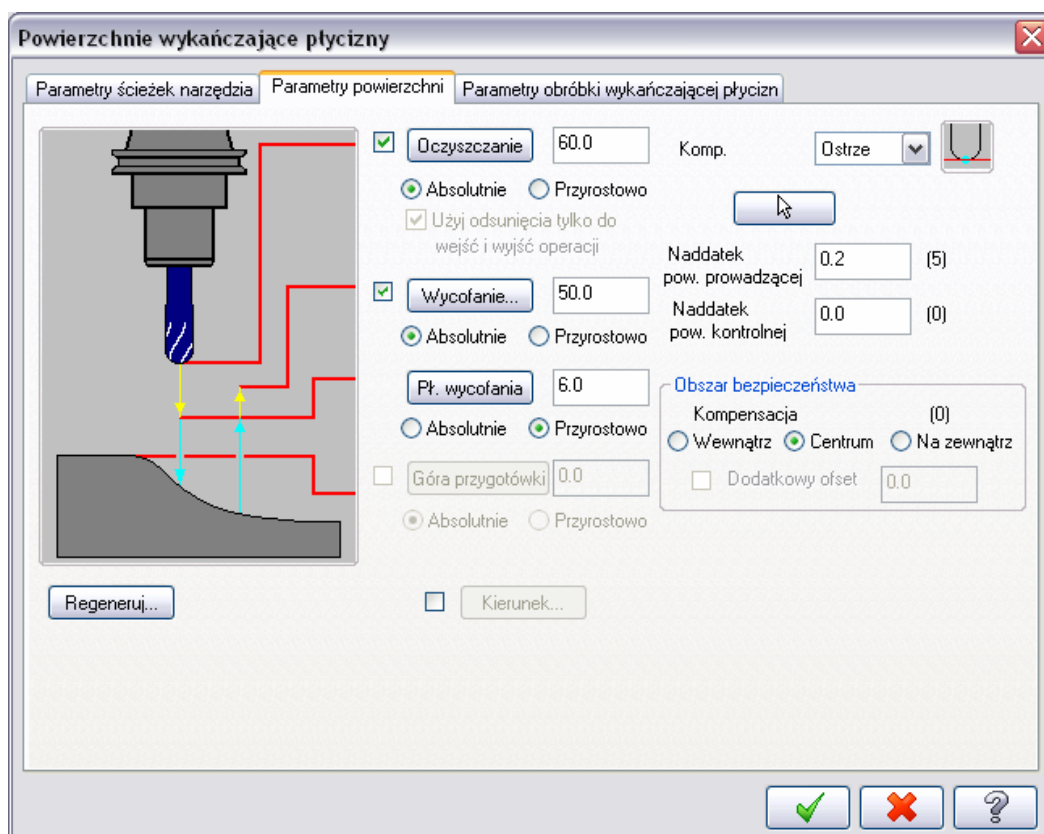 Powierzchnie wykańczające płycizny
Parametry ścieżek narzędzia
Parametry powierzchni
Parametry obróbki wykańczającej płycizn
Oczyszczanie
60.0
Absolutnie
Przyrostowo
Użyj odsunięcia tylko do
wejść i wyjść operacji
Wycofanie...
50.0
Absolutnie
Przyrostowo
Pł. wycofania
6.0
Absolutnie
Przyrostowo
Góra przygotówki
0.0
Absolutnie
Przyrostowo
Komp.
Ostrze
Naddatek
pow. prowadzącej
0.2
(5)
Naddatek
pow. kontrolnej
0.0
(0)
Obszar bezpieczeństwa
Kompensacja
(0)
Wewnątrz
Centrum
Na zewnątrz
Dodatkowy ofset
0.0
Regeneruj...
Kierunek...